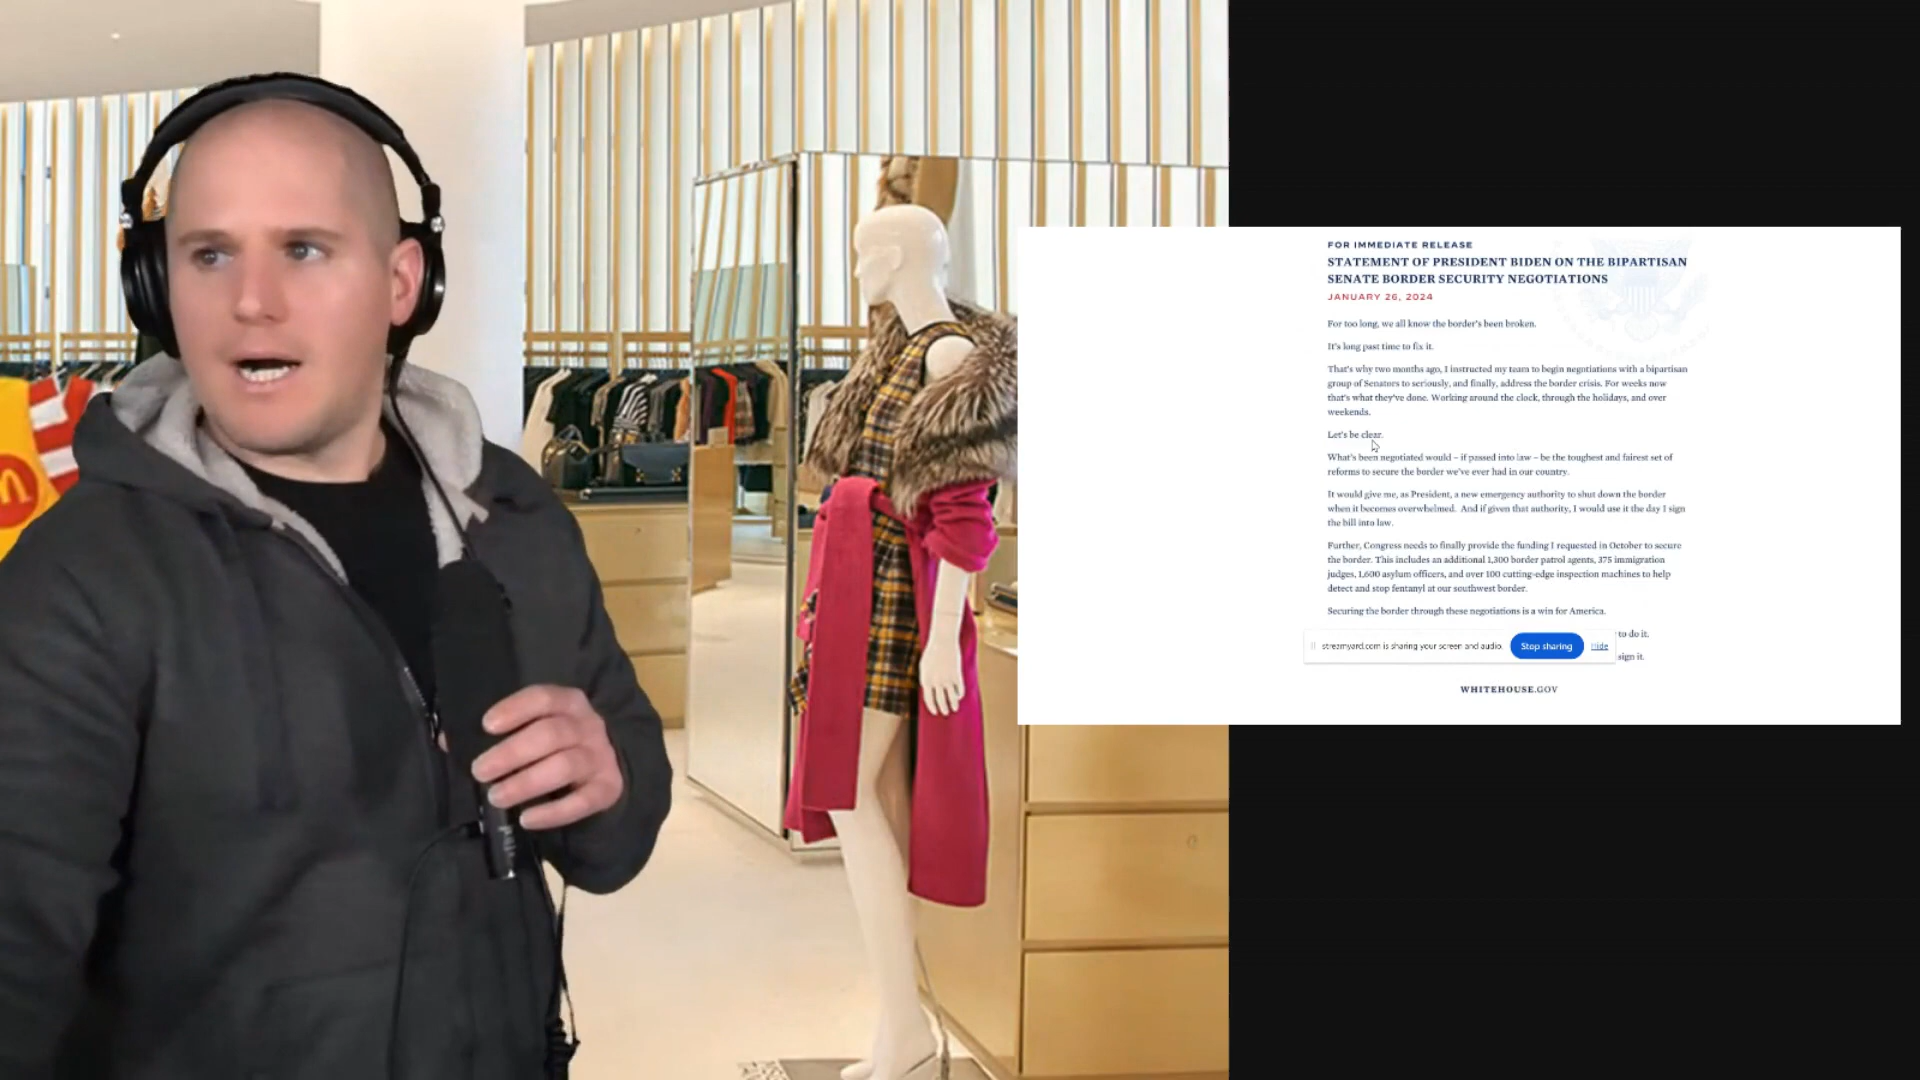 FOR IMMEDIATE RELEASE
STATEMENT OF PRESIDENT BIDEN ON THE BIPARTISAN
SENATE BORDER SECURITY NEGOTIATIONS
JANUARY 26, 2024
For too long, we all know the border's been broken.
It's long past time to fix it.
That's why two months ago, I instructed my team to begin negotiations with a bipartisan
group of Senators to seriously, and finally, address the border crisis. For weeks now
that's what they've done. Working around the clock, through the holidays, and over
weekends.
Let's be clear.
What's been negotiated would – if passed into law – be the toughest and fairest set of
reforms to secure the border we've ever had in our country.
It would give me, as President, a new emergency authority to shut down the border
when it becomes overwhelmed. And if given that authority, I would use it the day I sign
the bill into law.
Further, Congress needs to finally provide the funding I requested in October to secure
the border. This includes an additional 1,300 border patrol agents, 375 immigration
judges, 1,600 asylum officers, and over 100 cutting-edge inspection machines to help
detect and stop fentanyl at our southwest border.
Securing the border through these negotiations is a win for America.
to do it.
streamyard.com is sharing your screen and audio. Stop sharing Hide
sign it.
WHITEHOUSE.GOV